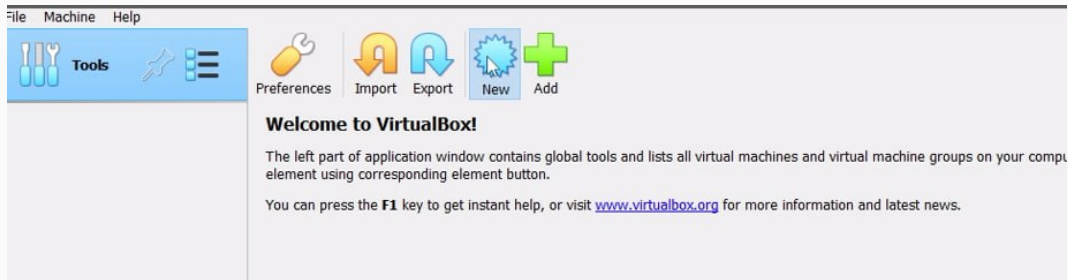 File Machine Help
Tools
Preferences Import Export New Add
Welcome to VirtualBox!
The left part of application window contains global tools and lists all virtual machines and virtual machine groups on your compu
element using corresponding element button.
You can press the F1 key to get instant help, or visit www.virtualbox.org for more information and latest news.